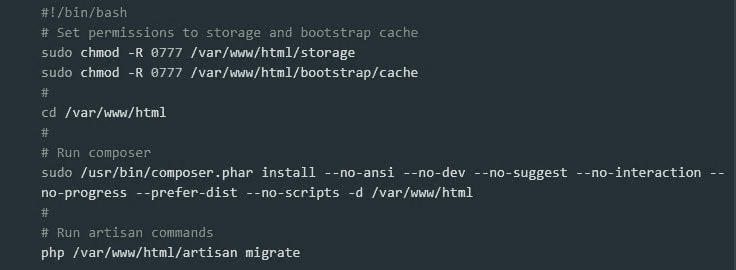 #!/bin/bash
# Set permissions to storage and bootstrap cache
sudo chmod -R 0777 /var/www/html/storage
sudo chmod -R 0777 /var/www/html/bootstrap/cache
#
cd /var/www/html
#
# Run composer
sudo /usr/bin/composer.phar install --no-ansi --no-dev --no-suggest --no-interaction --
no-progress --prefer-dist --no-scripts -d /var/www/html
#
# Run artisan commands
php /var/www/html/artisan migrate